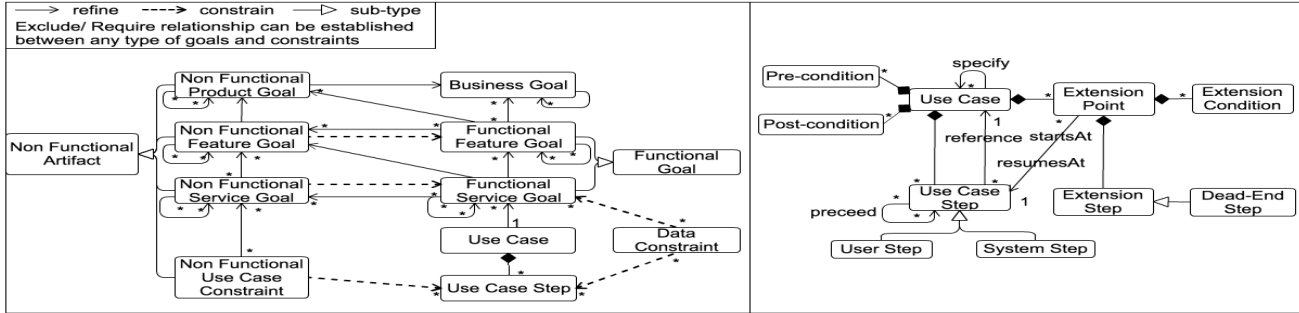 refine
constrain
sub-type
Exclude/ Require relationship can be established
between any type of goals and constraints
Non Functional
Product Goal
Business Goal
Non Functional
Feature Goal
Functional
Feature Goal
Non Functional
Artifact
Functional
Goal
Non Functional
Service Goal
Functional
Service Goal
1
Use Case
Data
Constraint
Non Functional
Use Case
Constraint
Use Case Step
specify
Pre-condition
Use Case
Extension
Point
Extension
Condition
Post-condition
1
reference
startsAt
resumesAt
Use Case
Step
1
Extension
Step
Dead-End
Step
preceed
User Step
System Step